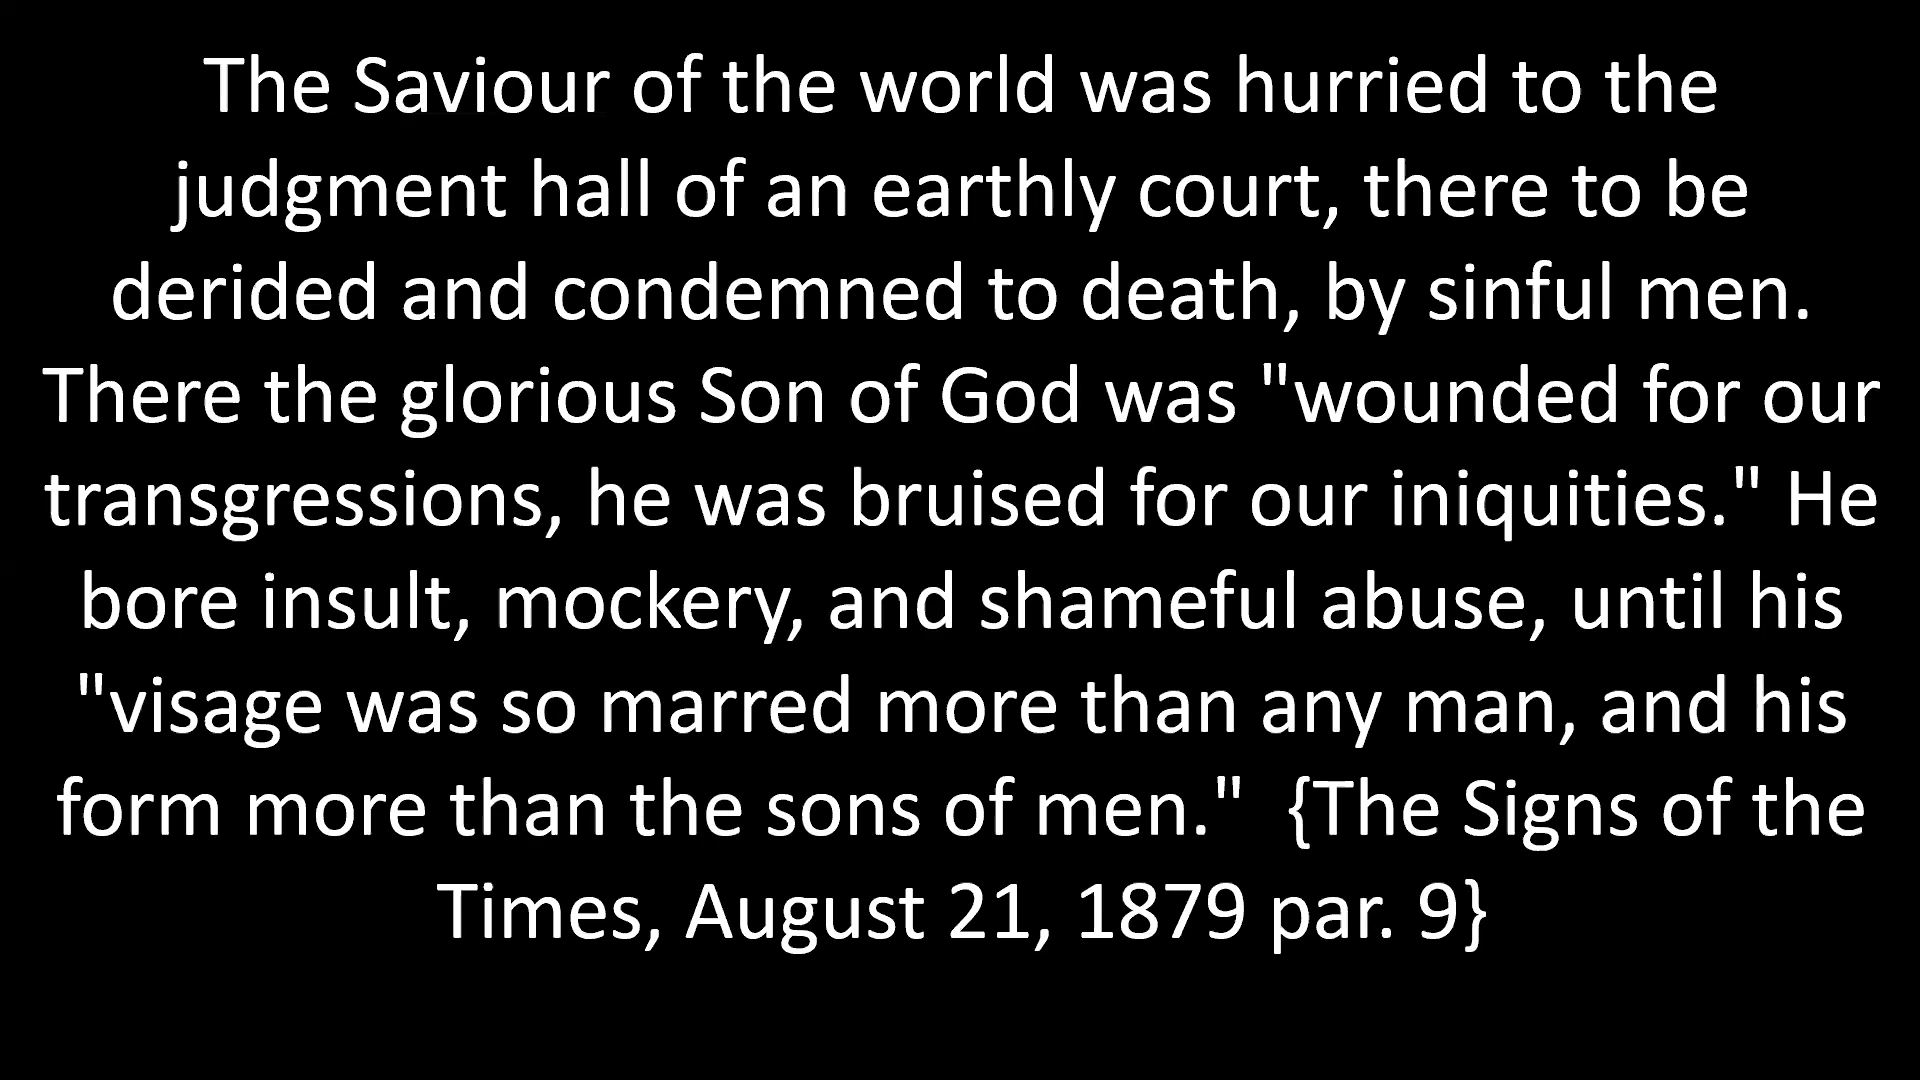 The Saviour of the world was hurried to the
judgment hall of an earthly court, there to be
derided and condemned to death, by sinful men.
There the glorious Son of God was "wounded for our
transgressions, he was bruised for our iniquities." He
bore insult, mockery, and shameful abuse, until his
"visage was so marred more than any man, and his
form more than the sons of men."  {The Signs of the
Times, August 21, 1879 par. 9}